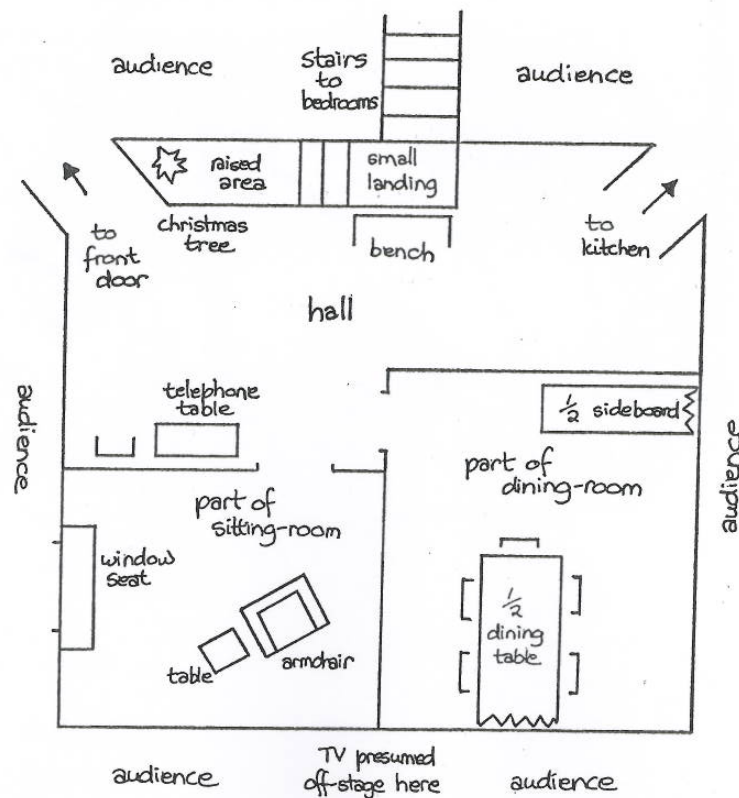 audience
stairs
to
bedrooms
audience
raised
area
small
landing
christmas
tree
bench
to
front
door
to
kitchen
hall
audience
telephone
table
1/2 sideboard
audience
part of
sitting-room
part of
dining-room
window
seat
table
armchair
1/2
dining
table
audience
TV presumed
off-stage here
audience